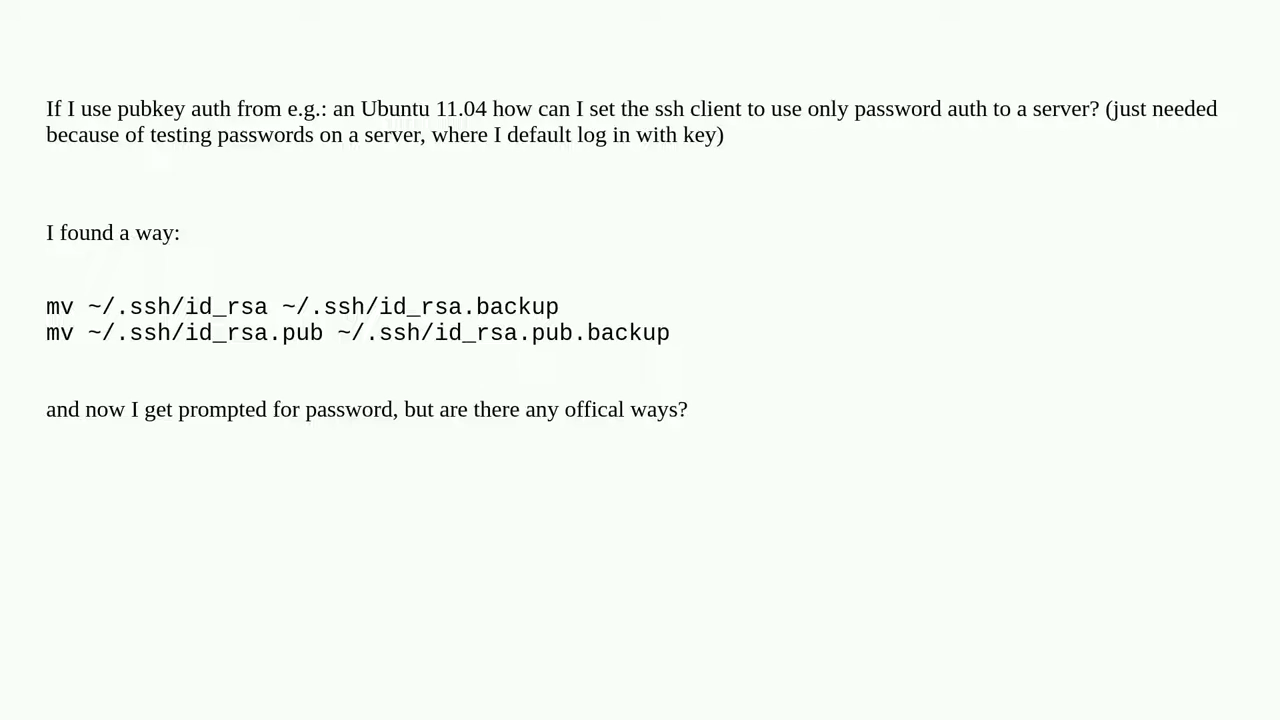 If I use pubkey auth from e.g.: an Ubuntu 11.04 how can I set the ssh client to use only password auth to a server? (just needed
because of testing passwords on a server, where I default log in with key)
I found a way:
mv ~/.ssh/id_rsa ~/.ssh/id_rsa.backup
mv ~/.ssh/id_rsa.pub ~/.ssh/id_rsa.pub.backup
and now I get prompted for password, but are there any offical ways?